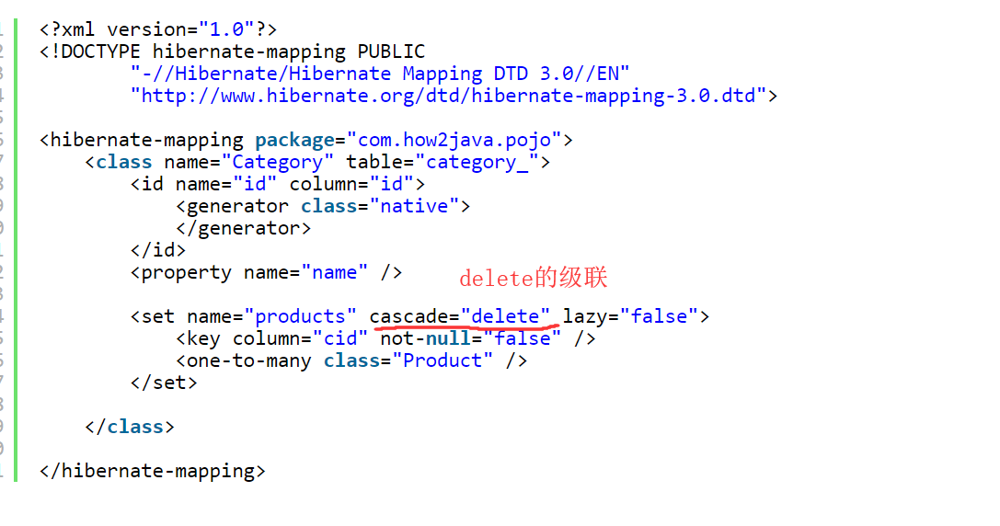 <?xml version="1.0"?>
<!DOCTYPE hibernate-mapping PUBLIC
"-//Hibernate/Hibernate Mapping DTD 3.0//EN"
"http://www.hibernate.org/dtd/hibernate-mapping-3.0.dtd">
<hibernate-mapping package="com.how2java.pojo">
<class name="Category" table="category_">
<id name="id" column="id">
<generator class="native">
</generator>
</id>
<property name="name" />
delete的级联
<set name="products" cascade="delete" lazy="false">
<key column="cid" not-null="false" />
<one-to-many class="Product" />
</set>
</class>
</hibernate-mapping>